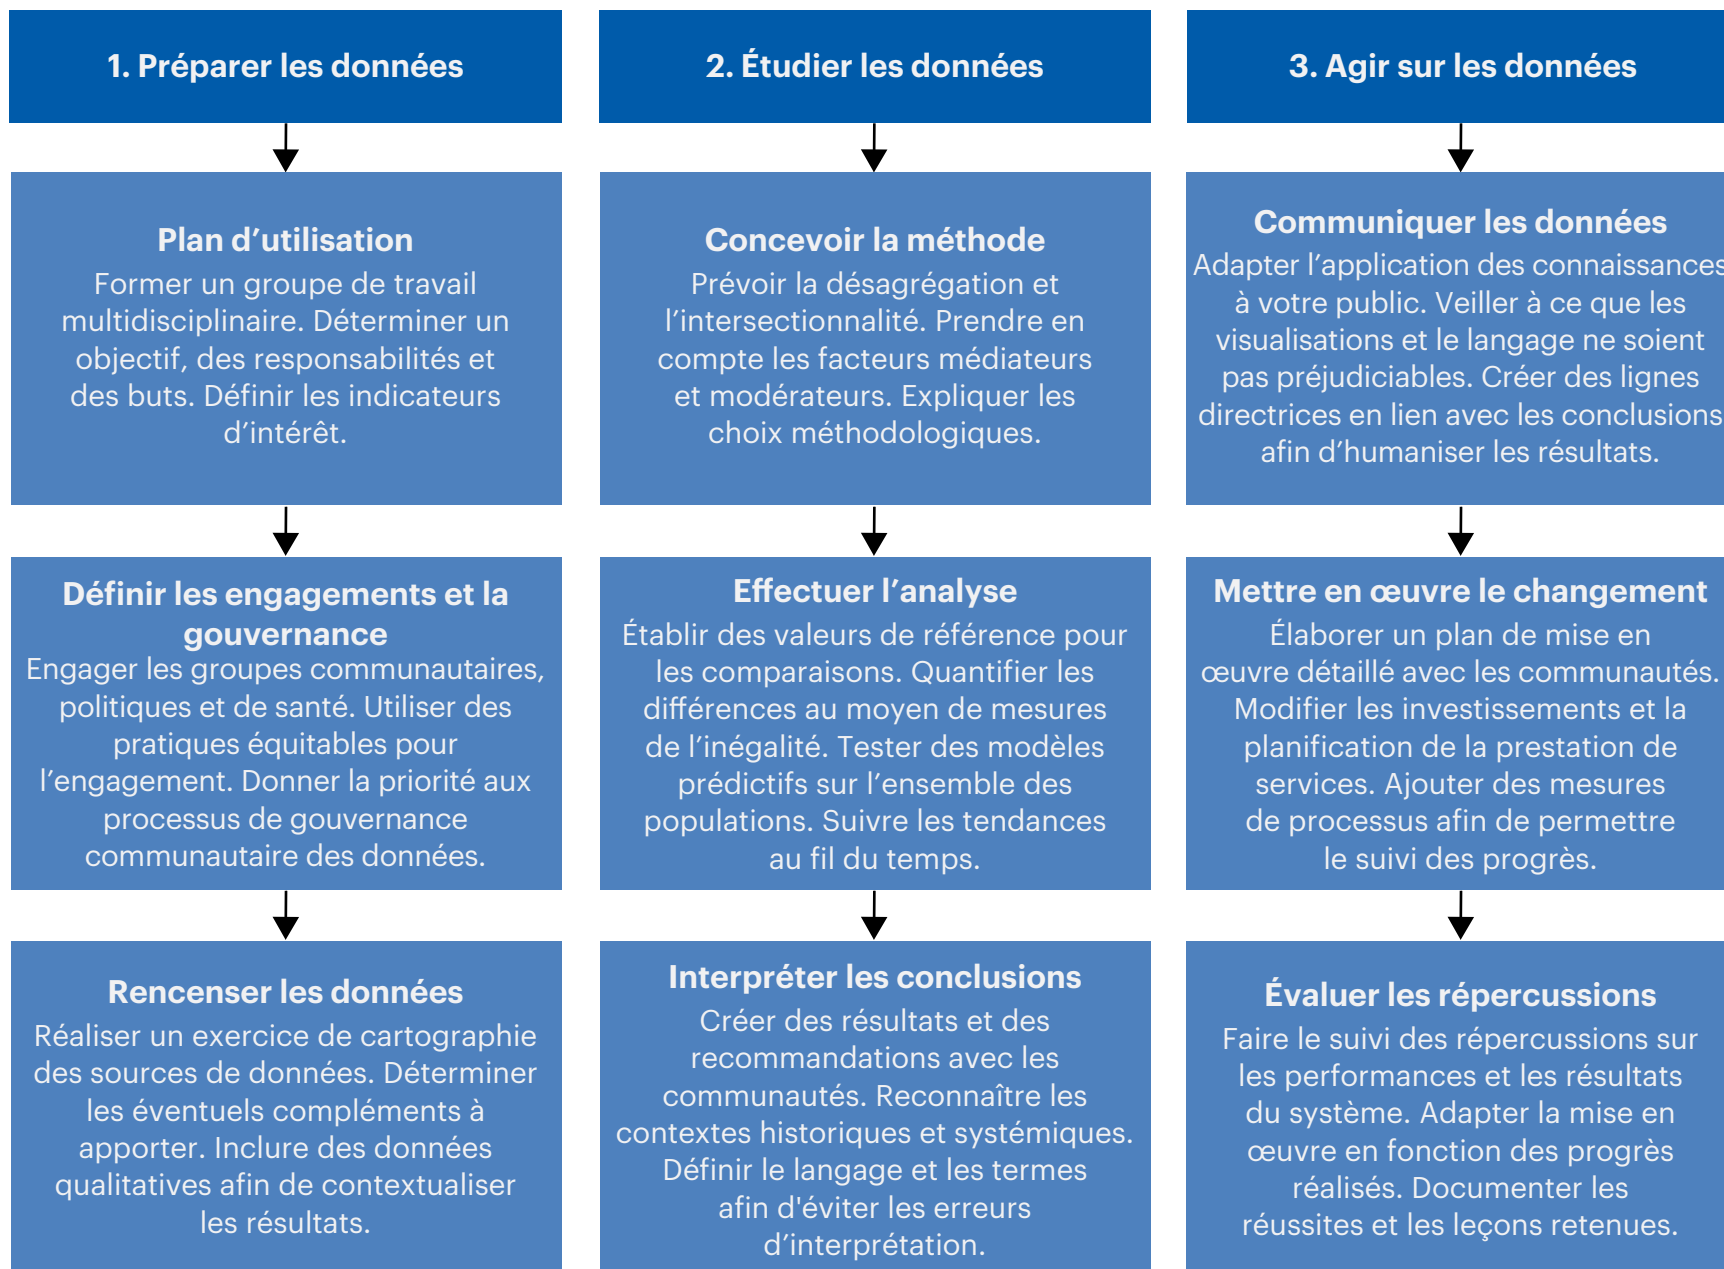 1. Préparer les données
Plan d’utilisation
Former un groupe de travail
multidisciplinaire. Déterminer un
objectif, des responsabilités et
des buts. Définir les indicateurs
d’intérêt.
Définir les engagements et la
gouvernance
Engager les groupes communautaires,
politiques et de santé. Utiliser des
pratiques équitables pour
l’engagement. Donner la priorité aux
processus de gouvernance
communautaire des données.
Rencenser les données
Réaliser un exercice de cartographie
des sources de données. Déterminer
les éventuels compléments à
apporter. Inclure des données
qualitatives afin de contextualiser
les résultats.
2. Étudier les données
Concevoir la méthode
Prévoir la désagrégation et
l’intersectionnalité. Prendre en
compte les facteurs médiateurs
et modérateurs. Expliquer les
choix méthodologiques.
Effectuer l’analyse
Établir des valeurs de référence pour
les comparaisons. Quantifier les
différences au moyen de mesures
de l’inégalité. Tester des modèles
prédictifs sur l’ensemble des
populations. Suivre les tendances
au fil du temps.
Interpréter les conclusions
Créer des résultats et des
recommandations avec les
communautés. Reconnaître les
contextes historiques et systémiques.
Définir le langage et les termes
afin d'éviter les erreurs
d’interprétation.
3. Agir sur les données
Communiquer les données
Adapter l’application des connaissances
à votre public. Veiller à ce que les
visualisations et le langage ne soient
pas préjudiciables. Créer des lignes
directrices en lien avec les conclusions
afin d’humaniser les résultats.
Mettre en œuvre le changement
Élaborer un plan de mise en
œuvre détaillé avec les communautés.
Modifier les investissements et la
planification de la prestation de
services. Ajouter des mesures
de processus afin de permettre
le suivi des progrès.
Évaluer les répercussions
Faire le suivi des répercussions sur
les performances et les résultats
du système. Adapter la mise en
œuvre en fonction des progrès
réalisés. Documenter les
réussites et les leçons retenues.